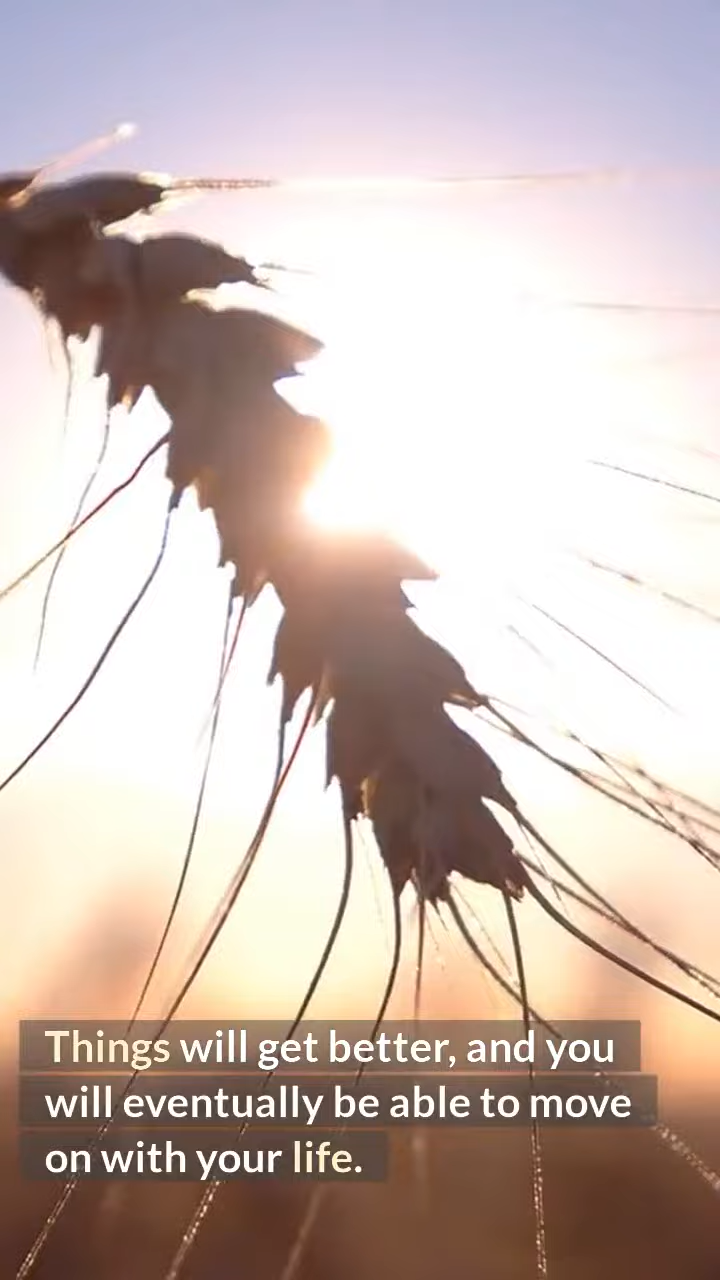 Things will get better, and you
will eventually be able to move
on with your life.